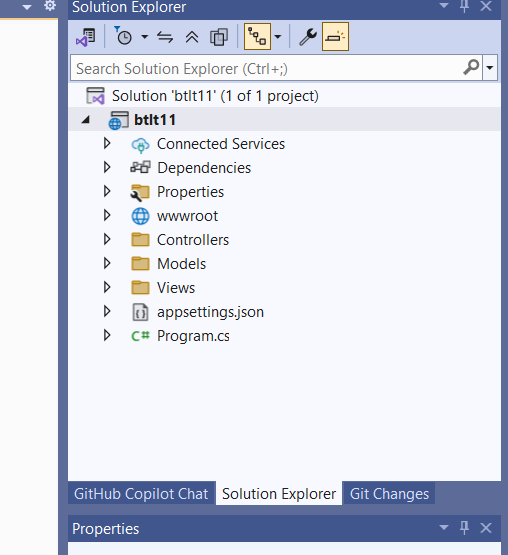 Solution Explorer
Search Solution Explorer (Ctrl+;)
Solution 'btlt11' (1 of 1 project)
btlt11
Connected Services
Dependencies
Properties
wwwroot
Controllers
Models
Views
appsettings.json
C# Program.cs
GitHub Copilot Chat Solution Explorer Git Changes
Properties